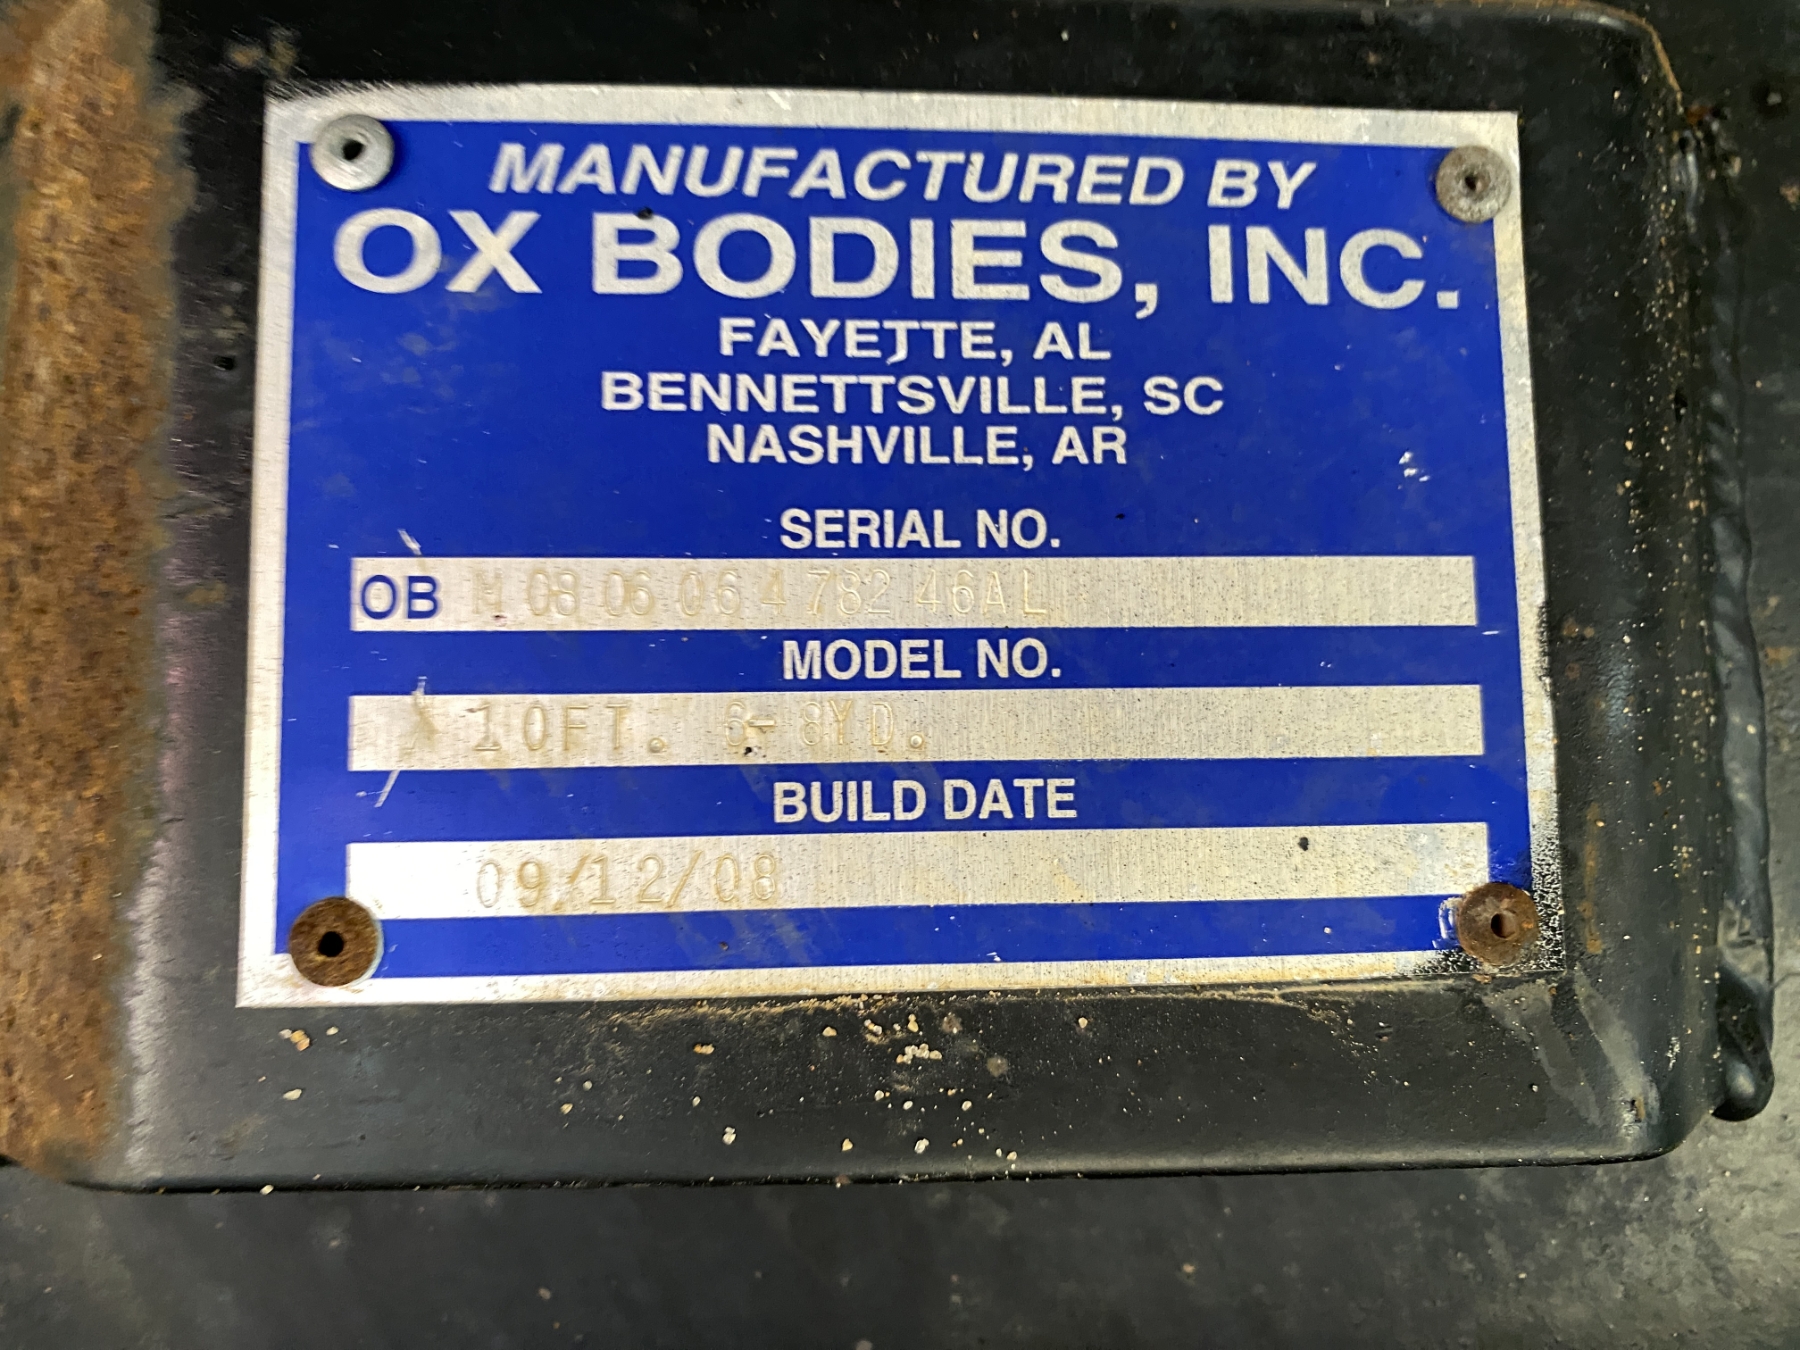 MANUFACTURED BY
OX BODIES, INC.
FAYETTE, AL
BENNETTSVILLE, SC
NASHVILLE, AR
SERIAL NO.
OB M 08 06 06 4 782 46AL
MODEL NO.
10FT. 6-8YD.
BUILD DATE
09/12/08